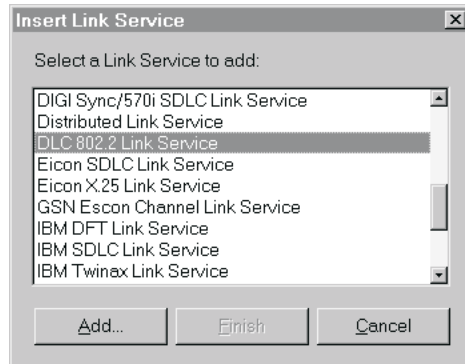 Insert Link Service
Select a Link Service to add:
DIGI Sync/570i SDLC Link Service
Distributed Link Service
DLC 802.2 Link Service
Eicon SDLC Link Service
Eicon X.25 Link Service
GSN Escon Channel Link Service
IBM DFT Link Service
IBM SDLC Link Service
IBM Twinax Link Service
Add... Finish Cancel